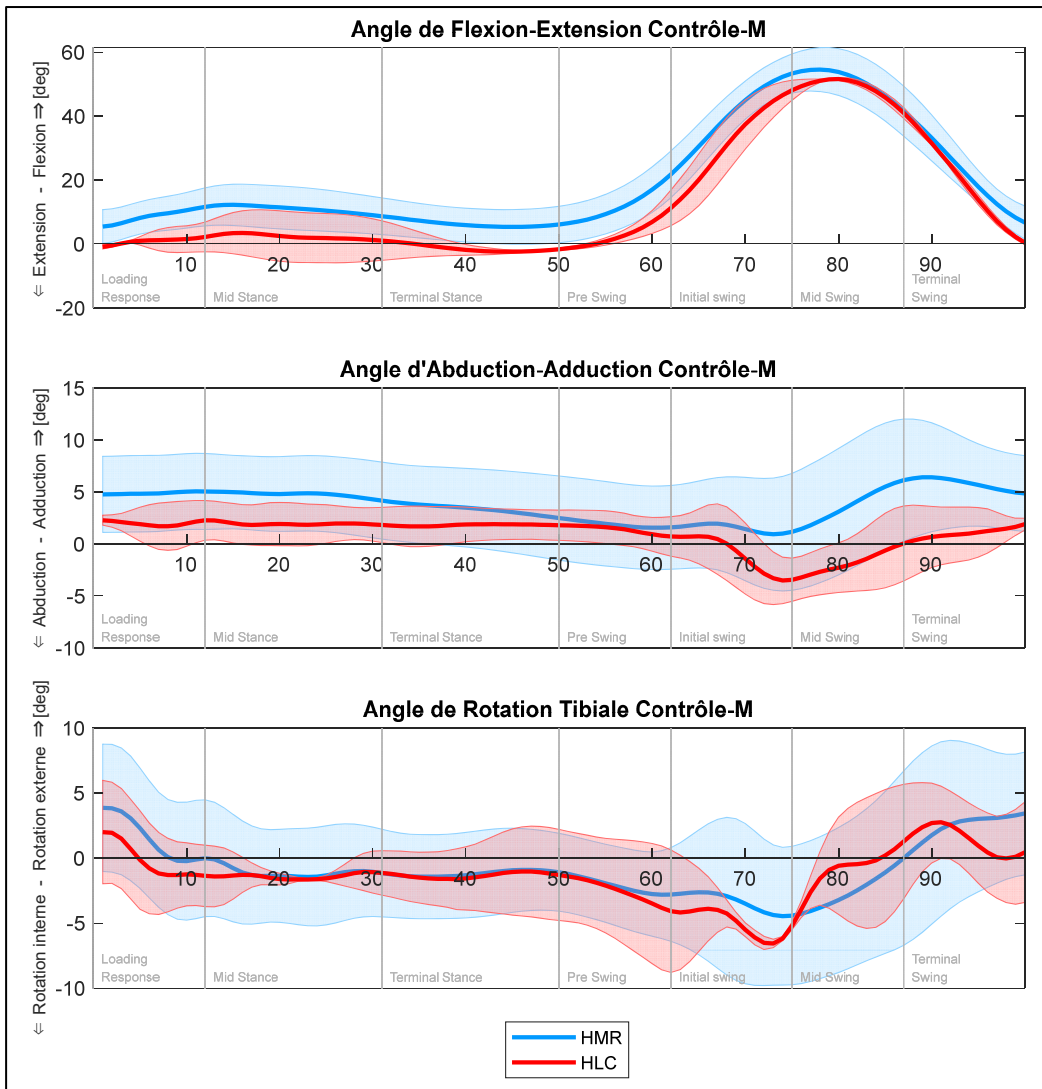 Angle de Flexion-Extension Contrôle-M
⇐ Extension - Flexion ⇒ [deg]
60
40
20
0
-20
10 20 30 40 50 60 70 80 90
Loading Response
Mid Stance
Terminal Stance
Pre Swing
Initial swing
Mid Swing
Terminal Swing
Angle d'Abduction-Adduction Contrôle-M
⇐ Abduction - Adduction ⇒ [deg]
15
10
5
0
-5
-10
10 20 30 40 50 60 70 80 90
Loading Response
Mid Stance
Terminal Stance
Pre Swing
Initial swing
Mid Swing
Terminal Swing
Angle de Rotation Tibiale Contrôle-M
⇐ Rotation interne - Rotation externe ⇒ [deg]
10
5
0
-5
-10
10 20 30 40 50 60 70 80 90
Loading Response
Mid Stance
Terminal Stance
Pre Swing
Initial swing
Mid Swing
Terminal Swing
HMR
HLC